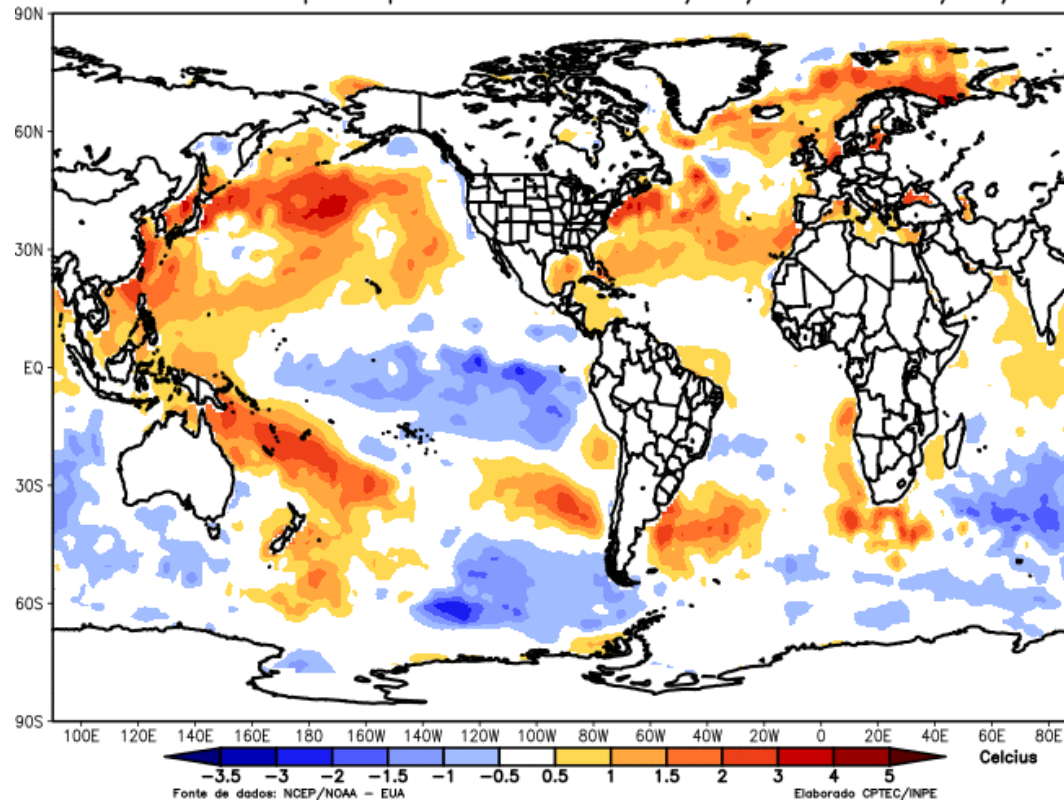 90N
60N
30N
EQ
30S
60S
90S
100E 120E 140E 160E 180 160W 140W 120W 100W 80W 60W 40W 20W 0 20E 40E 60E 80E
-3.5 -3 -2 -1.5 -1 -0.5 0.5 1 1.5 2 3 4 5
Celcius
Fonte de dados: NCEP/NOAA - EUA
Elaborado CPTEC/INPE